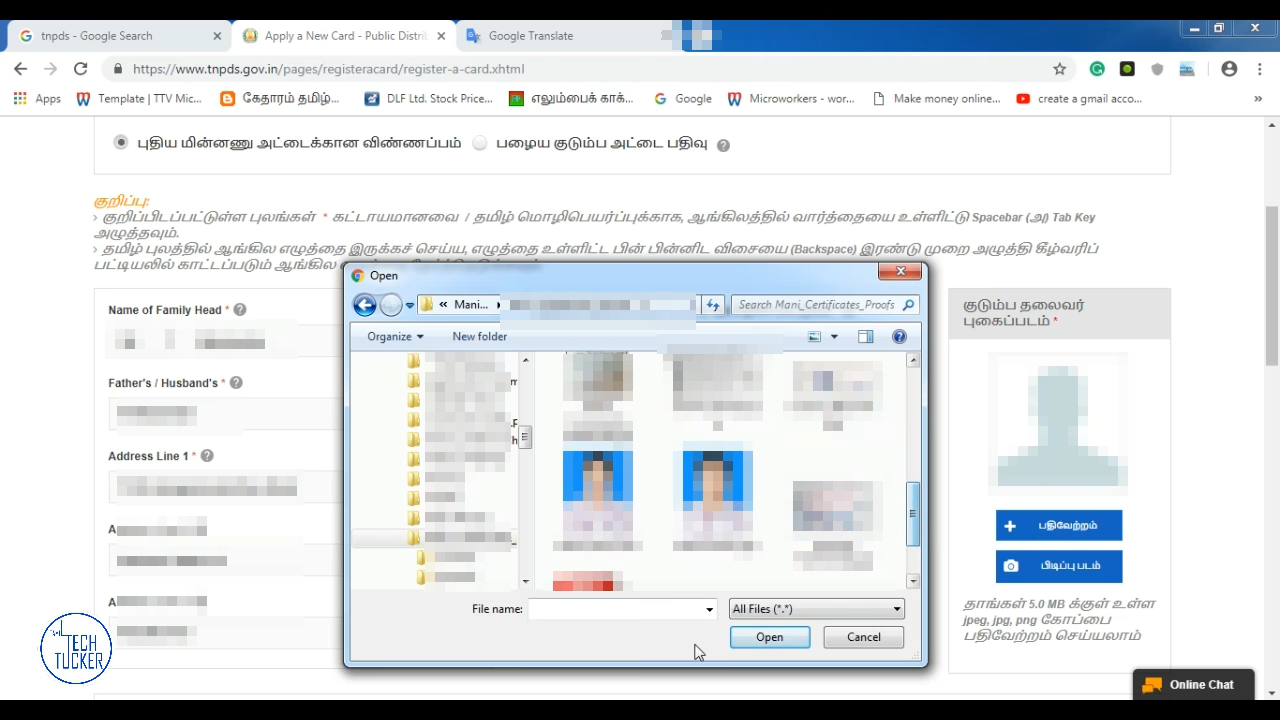 tnpds - Google Search
Apply a New Card - Public Distrib
Google Translate
https://www.tnpds.gov.in/pages/registeracard/register-a-card.xhtml
Apps
Template | TTV Mic...
கேதாரம் தமிழ்...
DLF Ltd. Stock Price...
எலும்பைக் காக்...
Google
Microworkers - wor...
Make money online...
create a gmail acco...
»
புதிய மின்னணு அட்டைக்கான விண்ணப்பம்
பழைய குடும்ப அட்டை பதிவு
குறிப்பு:
› குறிப்பிடப்பட்டுள்ள புலங்கள் * கட்டாயமானவை / தமிழ் மொழிபெயர்ப்புக்காக, ஆங்கிலத்தில் வார்த்தையை உள்ளிட்டு Spacebar (அ) Tab Key
அழுத்தவும்.
› தமிழ் புலத்தில் ஆங்கில எழுத்தை இருக்கச் செய்ய, எழுத்தை உள்ளிட்ட பின் பின்னிட விசையை (Backspace) இரண்டு முறை அழுத்தி கீழ்வரிப்
பட்டியலில் காட்டப்படும் ஆங்கில
Name of Family Head *
Father's / Husband's *
Address Line 1 *
Open
« Mani...
Search Mani_Certificates_Proofs
Organize
New folder
File name:
All Files (*.*)
Open
Cancel
குடும்ப தலைவர்
புகைப்படம் *
பதிவேற்றம்
பிடிப்பு படம்
தாங்கள் 5.0 MB க்குள் உள்ள
jpeg, jpg, png கோப்பை
பதிவேற்றம் செய்யலாம்
Online Chat
TECH
TUCKER